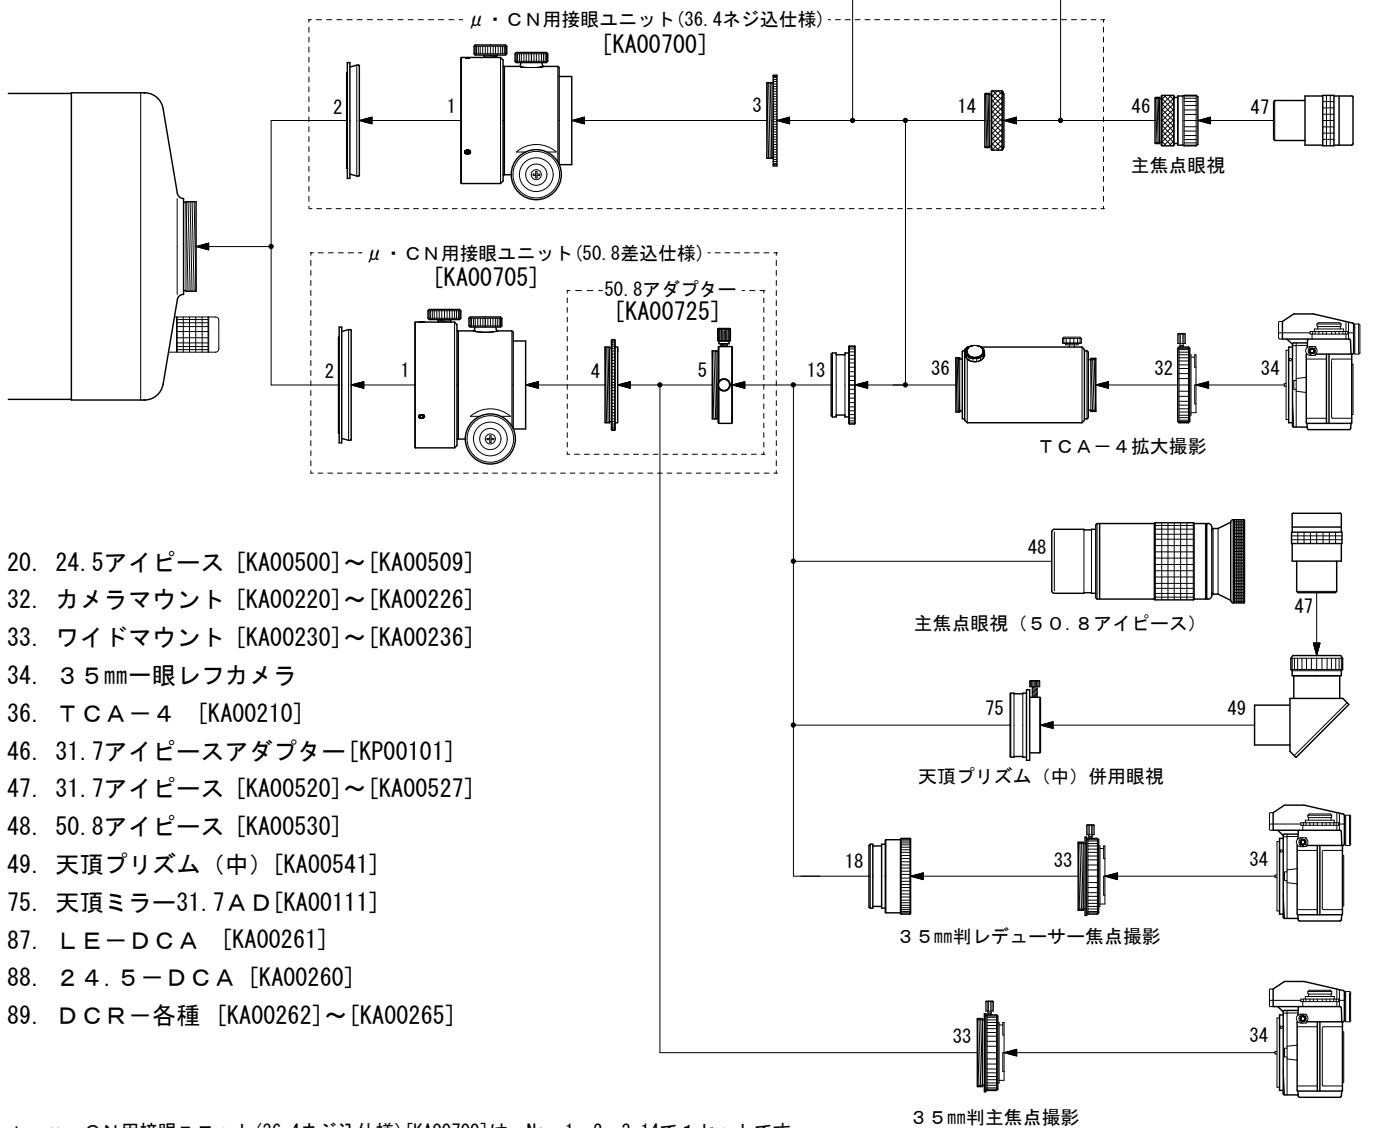 μ・ＣＮ用接眼ユニット(36.4ネジ込仕様)
[KA00700]
2
1
3
14
46
47
主焦点眼視
μ・ＣＮ用接眼ユニット(50.8差込仕様)
[KA00705]
50.8アダプター
[KA00725]
2
1
4
5
13
36
32
34
ＴＣＡ－４拡大撮影
48
47
主焦点眼視（５０.８アイピース）
75
49
天頂プリズム（中）併用眼視
18
33
34
３５㎜判レデューサー焦点撮影
33
34
３５㎜判主焦点撮影
20. 24.5アイピース [KA00500]～[KA00509]
32. カメラマウント [KA00220]～[KA00226]
33. ワイドマウント [KA00230]～[KA00236]
34. ３５㎜一眼レフカメラ
36. ＴＣＡ－４ [KA00210]
46. 31.7アイピースアダプター[KP00101]
47. 31.7アイピース [KA00520]～[KA00527]
48. 50.8アイピース [KA00530]
49. 天頂プリズム（中）[KA00541]
75. 天頂ミラー31.7ＡＤ[KA00111]
87. ＬＥ－ＤＣＡ [KA00261]
88. ２４.５－ＤＣＡ [KA00260]
89. ＤＣＲ－各種 [KA00262]～[KA00265]